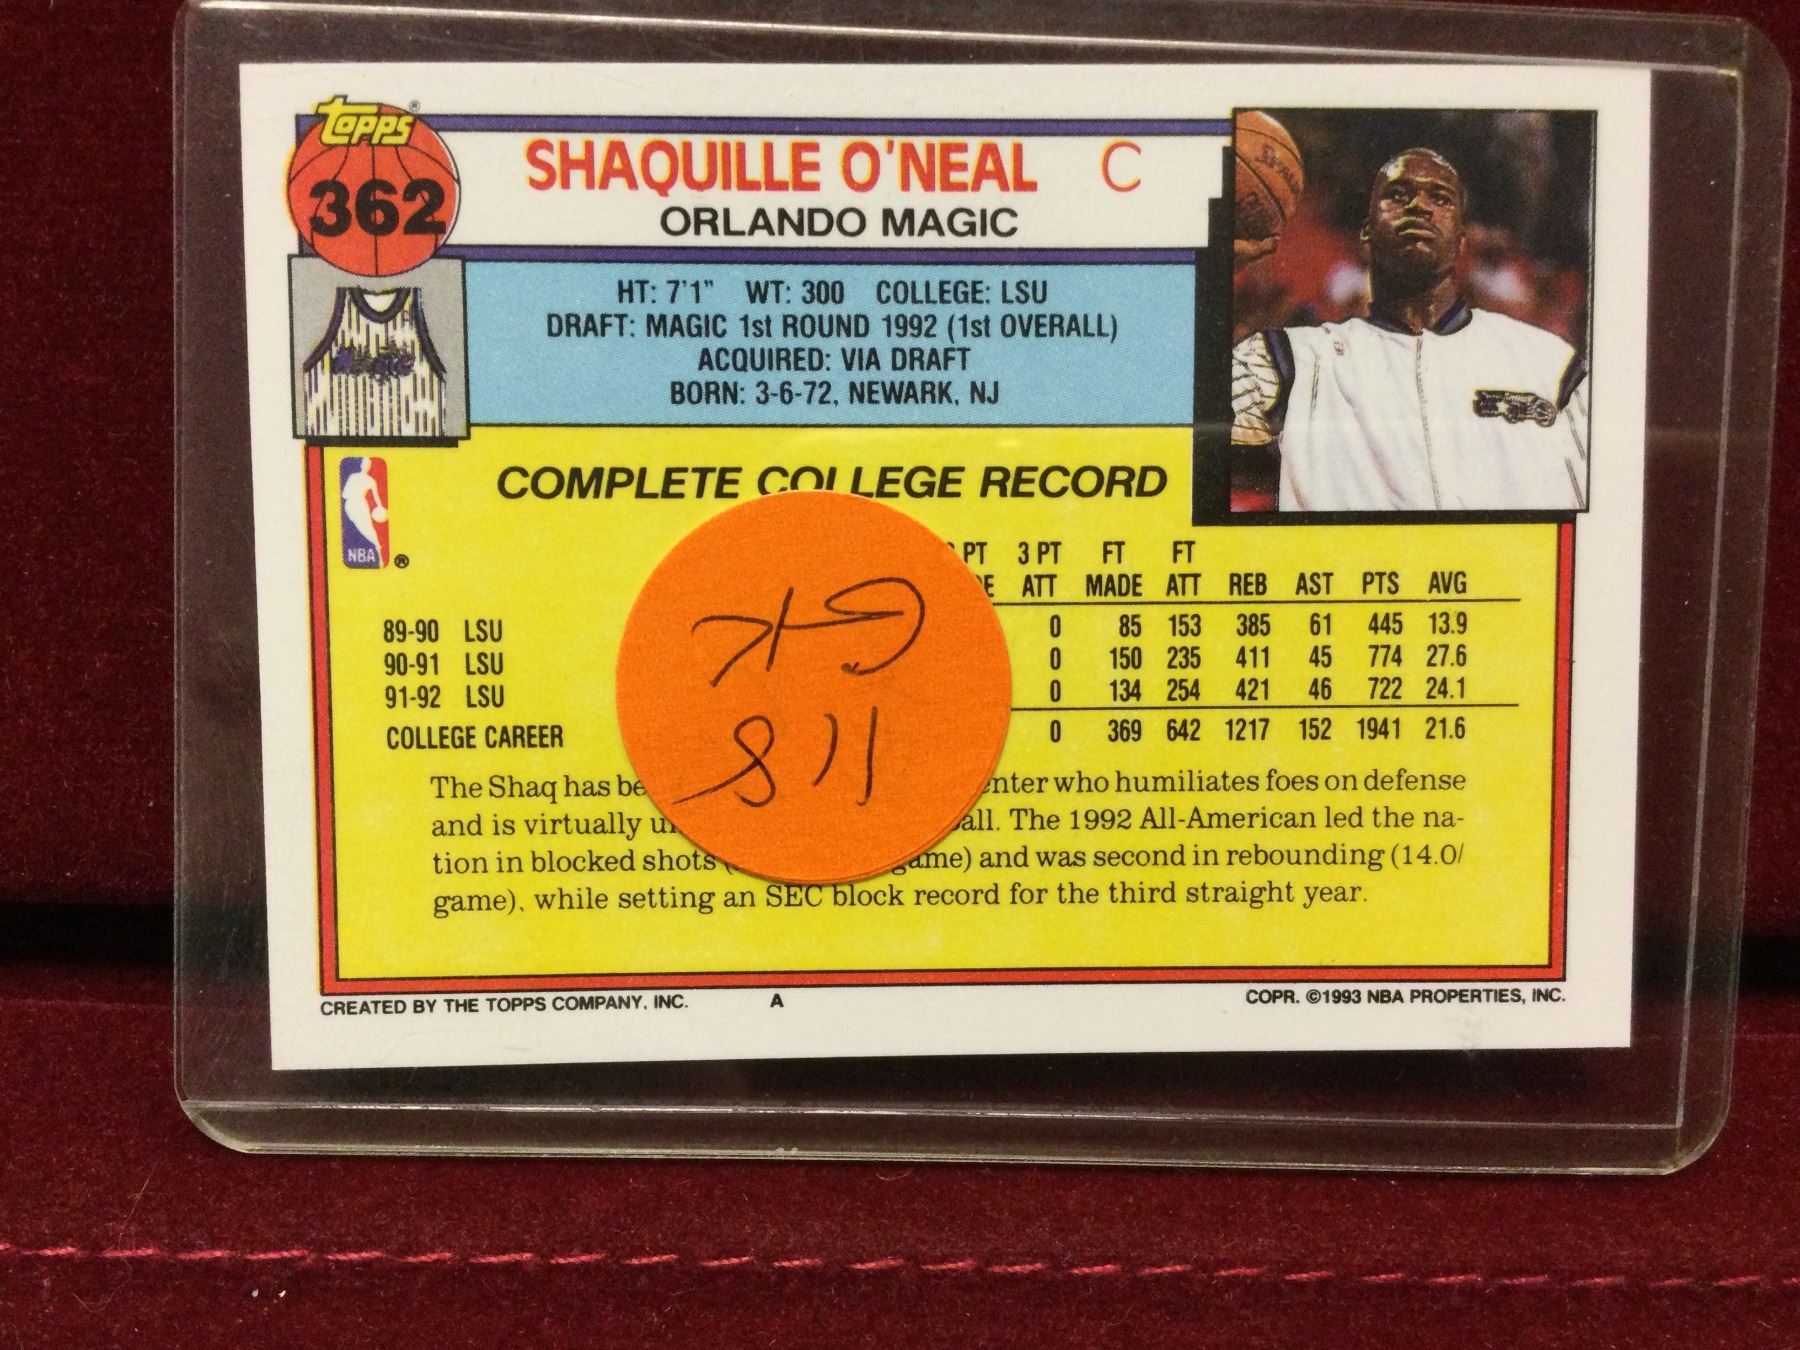 topps
362
SHAQUILLE O'NEAL C
ORLANDO MAGIC
HT: 7'1" WT: 300 COLLEGE: LSU
DRAFT: MAGIC 1st ROUND 1992 (1st OVERALL)
ACQUIRED: VIA DRAFT
BORN: 3-6-72, NEWARK, NJ
Magic
NBA ®
COMPLETE COLLEGE RECORD
PT 3 PT FT FT
ATT MADE ATT REB AST PTS AVG
89-90 LSU 0 85 153 385 61 445 13.9
90-91 LSU 0 150 235 411 45 774 27.6
91-92 LSU 0 134 254 421 46 722 24.1
COLLEGE CAREER 0 369 642 1217 152 1941 21.6
The Shaq has be enter who humiliates foes on defense
and is virtually u all. The 1992 All-American led the na-
tion in blocked shots ( game) and was second in rebounding (14.0/
game), while setting an SEC block record for the third straight year.
CREATED BY THE TOPPS COMPANY, INC. A COPR. ©1993 NBA PROPERTIES, INC.